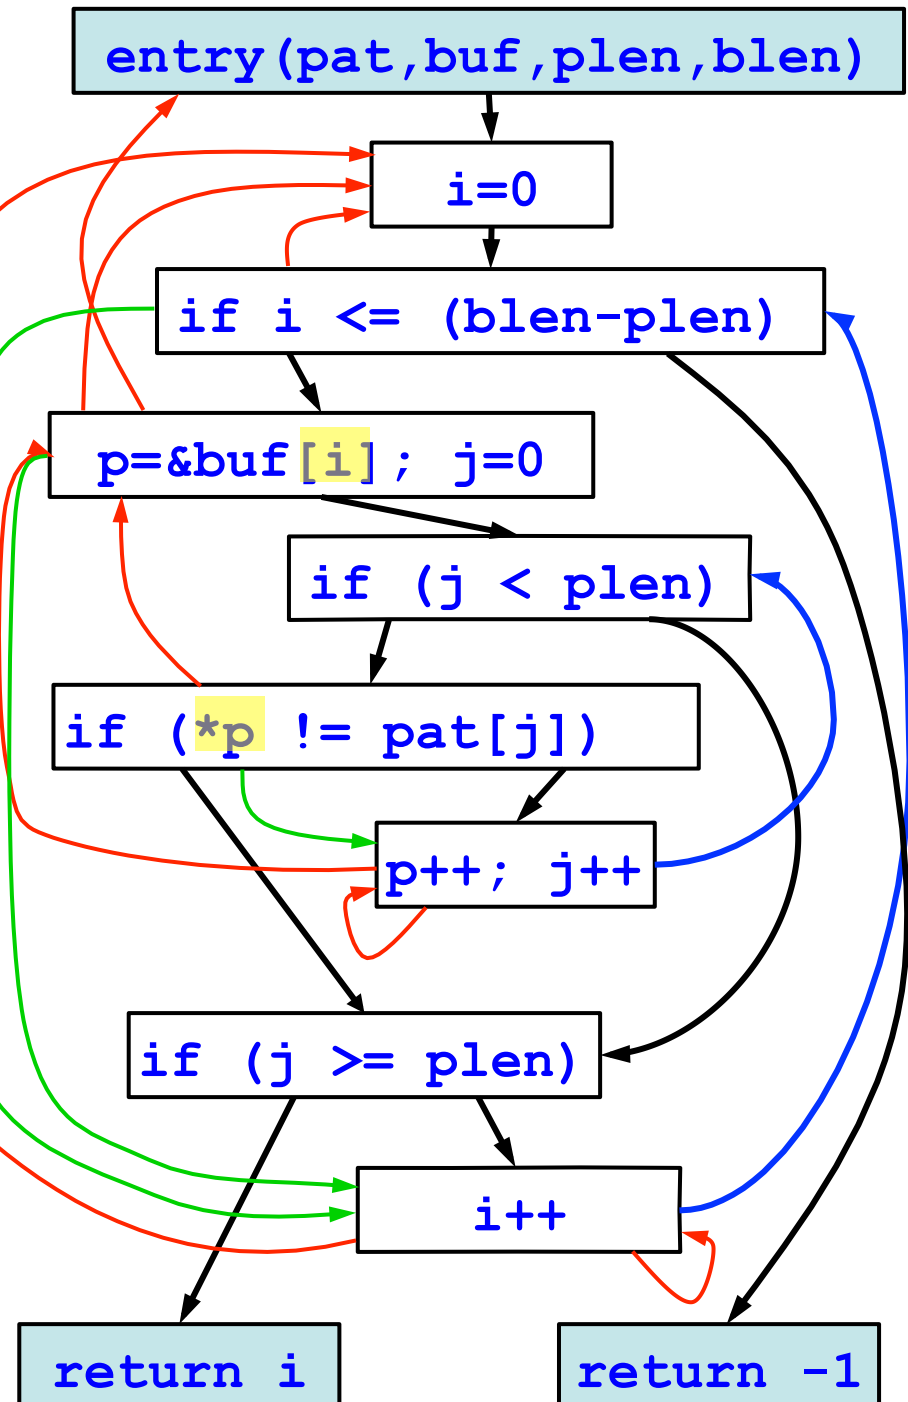 entry(pat,buf,plen,blen)
i=0
if i <= (blen-plen)
p=&buf[i]; j=0
if (j < plen)
if (*p != pat[j])
p++; j++
if (j >= plen)
i++
return i
return -1